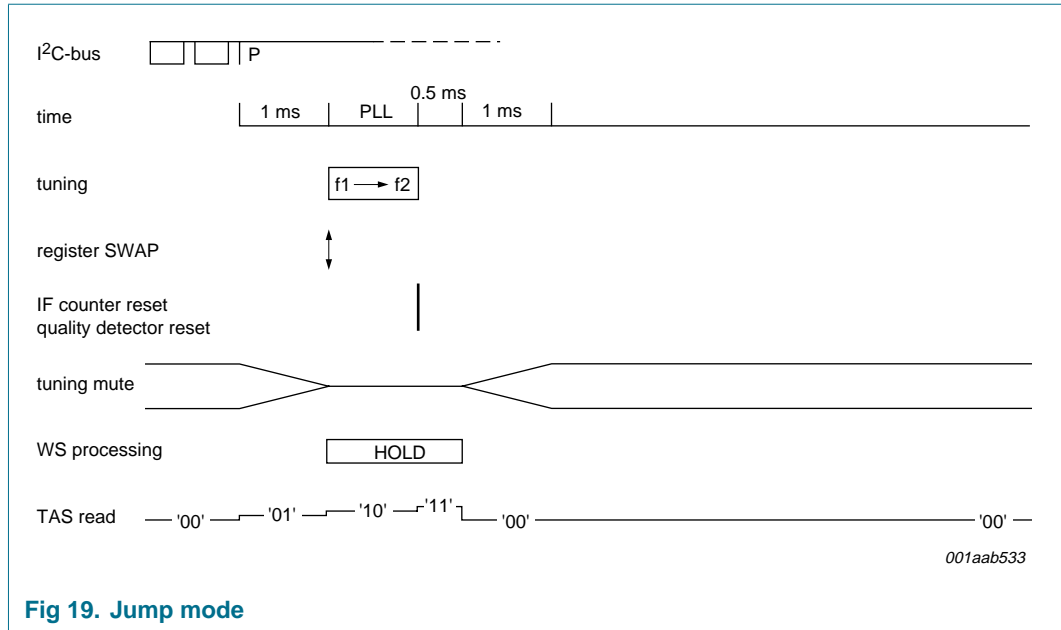 I2C-bus P
0.5 ms
time 1 ms PLL 1 ms
tuning f1 → f2
register SWAP
IF counter reset
quality detector reset
tuning mute
WS processing HOLD
TAS read '00' '01' '10' '11' '00' '00'
001aab533
Fig 19. Jump mode